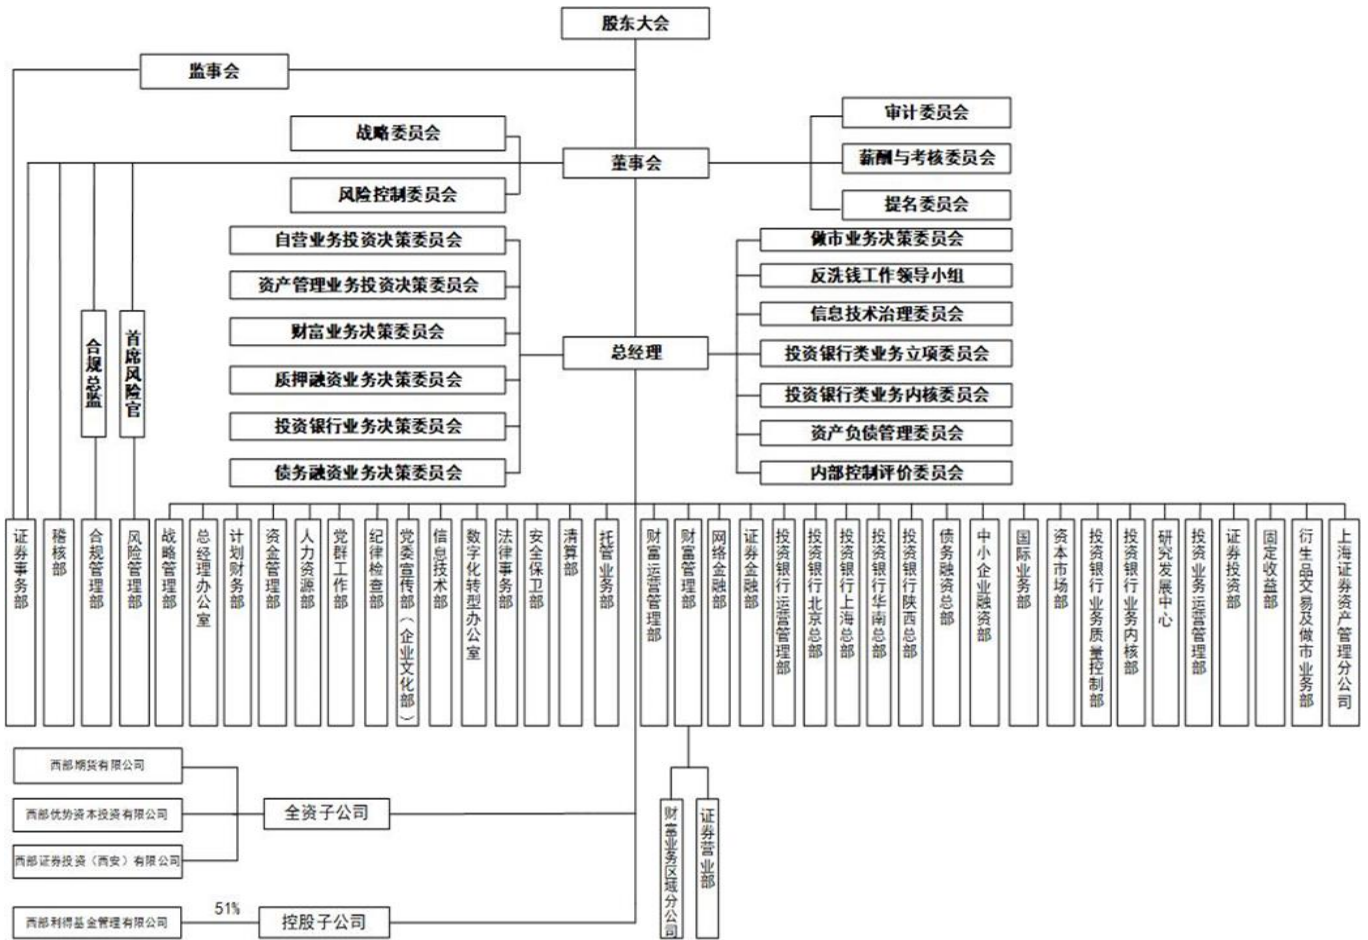 股东大会
监事会
战略委员会
风险控制委员会
董事会
审计委员会
薪酬与考核委员会
提名委员会
自营业务投资决策委员会
资产管理业务投资决策委员会
财富业务决策委员会
质押融资业务决策委员会
投资银行业务决策委员会
债务融资业务决策委员会
总经理
做市业务决策委员会
反洗钱工作领导小组
信息技术治理委员会
投资银行类业务立项委员会
投资银行类业务内核委员会
资产负债管理委员会
内部控制评价委员会
合规总监
首席风险官
证券事务部
稽核部
合规管理部
风险管理部
战略管理部
总经理办公室
计划财务部
资金管理部
人力资源部
党群工作部
纪律检查部
党委宣传部（企业文化部）
信息技术部
数字化转型办公室
法律事务部
安全保卫部
清算部
托管业务部
财富运营管理部
财富管理部
网络金融部
证券金融部
投资银行运营管理部
投资银行北京总部
投资银行上海总部
投资银行华南总部
投资银行陕西总部
债务融资总部
中小企业融资部
国际业务部
资本市场部
投资银行业务质量控制部
投资银行业务内核部
研究发展中心
投资业务运营管理部
证券投资部
固定收益部
衍生品交易及做市业务部
上海证券资产管理分公司
西部期货有限公司
西部优势资本投资有限公司
西部证券投资（西安）有限公司
全资子公司
财富业务区域分公司
证券营业部
西部利得基金管理有限公司
51%
控股子公司